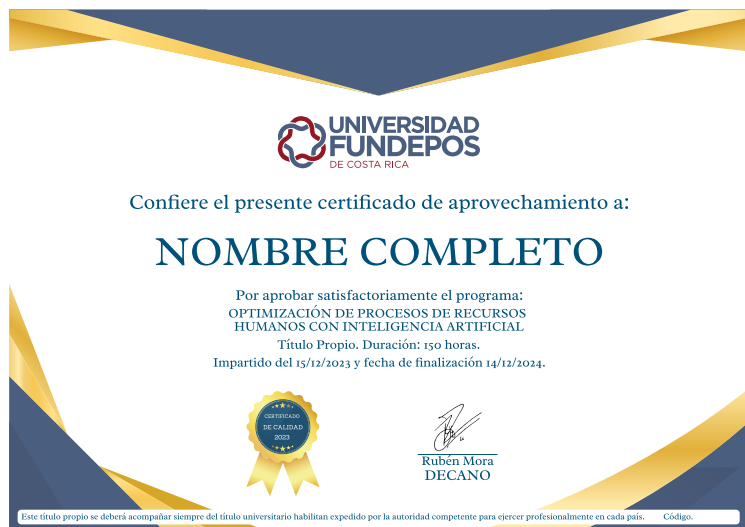 UNIVERSIDAD
FUNDEPOS
DE COSTA RICA
Confiere el presente certificado de aprovechamiento a:
NOMBRE COMPLETO
Por aprobar satisfactoriamente el programa:
OPTIMIZACIÓN DE PROCESOS DE RECURSOS
HUMANOS CON INTELIGENCIA ARTIFICIAL
Título Propio. Duración: 150 horas.
Impartido del 15/12/2023 y fecha de finalización 14/12/2024.
CERTIFICADO
DE CALIDAD
2023
Rubén Mora
DECANO
Este título propio se deberá acompañar siempre del título universitario habilitan expedido por la autoridad competente para ejercer profesionalmente en cada país. Código.